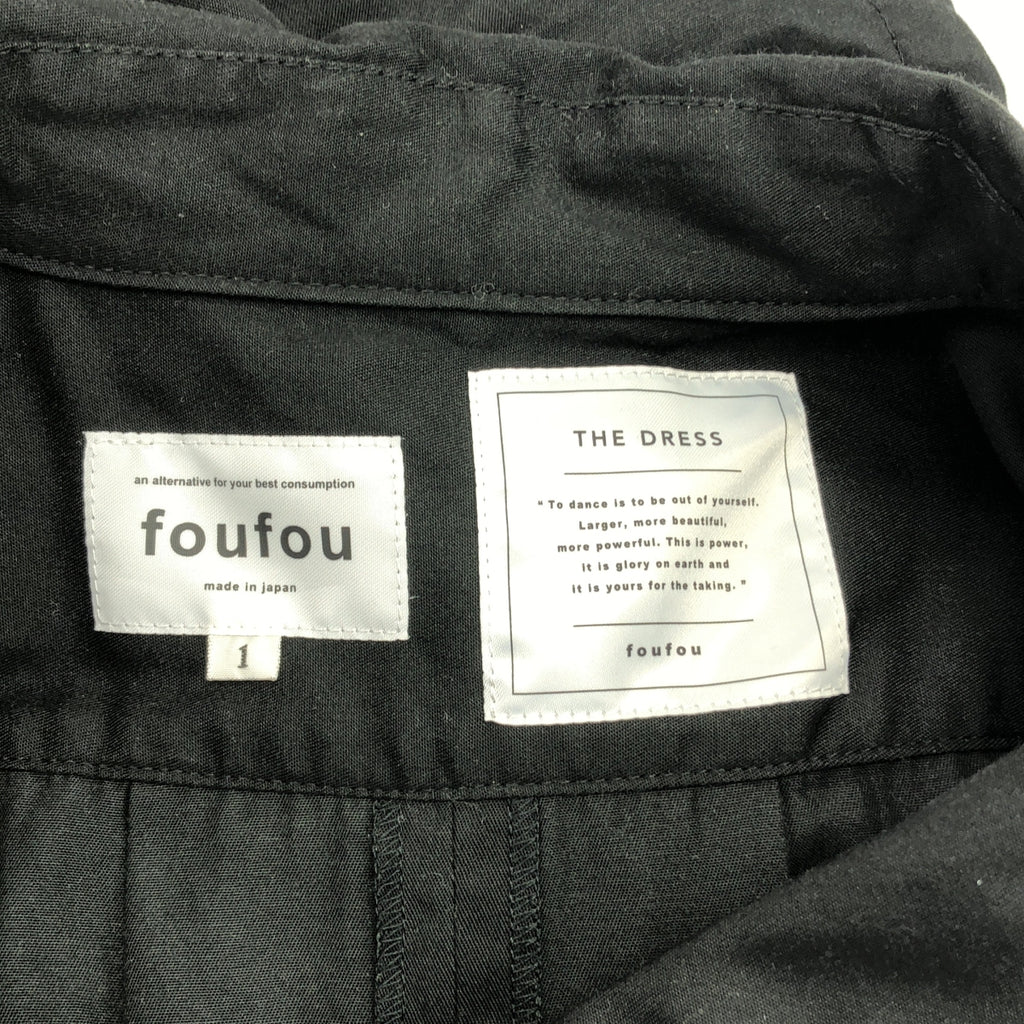 an alternative for your best consumption
foufou
made in japan
1
THE DRESS
"To dance is to be out of yourself.
Larger, more beautiful,
more powerful. This is power,
it is glory on earth and
it is yours for the taking."
foufou